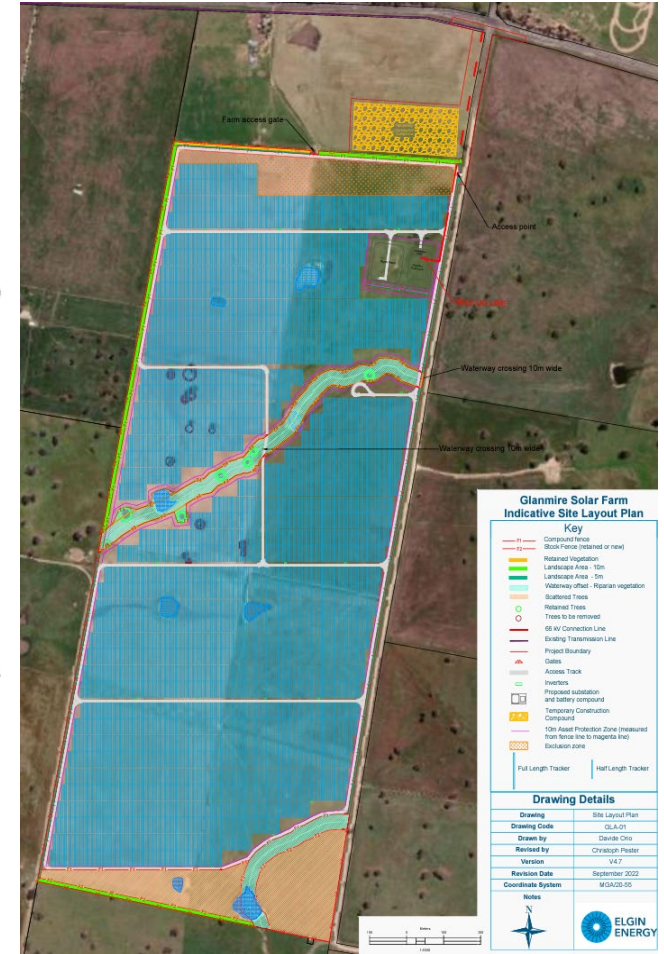 Farm access gate
Access point
Waterway crossing 10m wide
Waterway crossing 10m wide
Glanmire Solar Farm
Indicative Site Layout Plan
Key
F1 Compound fence
F2 Stock Fence (retained or new)
Retained Vegetation
Landscape Area - 10m
Landscape Area - 5m
Waterway offset - Riparian vegetation
Scattered Trees
Retained Trees
Trees to be removed
66 kV Connection Line
Existing Transmission Line
Project Boundary
Gates
Access Track
Inverters
Proposed substation
and battery compound
Temporary Construction
Compound
10m Asset Protection Zone (measured
from fence line to magenta line)
Exclusion zone
Full Length Tracker Half Length Tracker
Drawing Details
Drawing Site Layout Plan
Drawing Code GLA-01
Drawn by Davide Crio
Revised by Christoph Pester
Version V4.7
Revision Date September 2022
Coordinate System MGA20-55
Notes
N
ELGIN
ENERGY
Meters